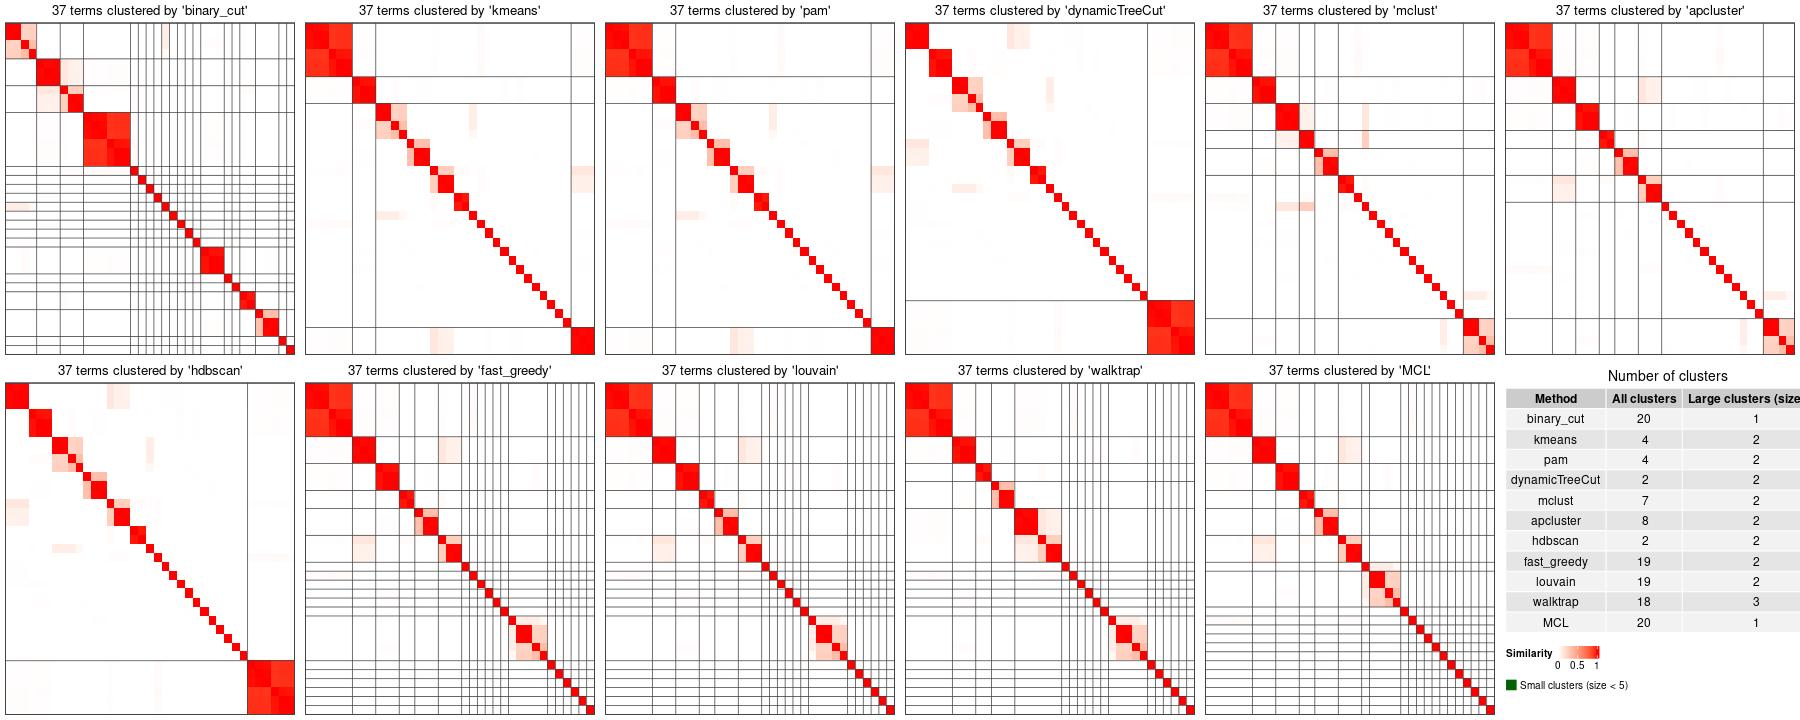 37 terms clustered by 'binary_cut'
37 terms clustered by 'kmeans'
37 terms clustered by 'pam'
37 terms clustered by 'dynamicTreeCut'
37 terms clustered by 'mclust'
37 terms clustered by 'apcluster'
37 terms clustered by 'hdbscan'
37 terms clustered by 'fast_greedy'
37 terms clustered by 'louvain'
37 terms clustered by 'walktrap'
37 terms clustered by 'MCL'
Number of clusters
Method All clusters Large clusters (size
binary_cut 20 1
kmeans 4 2
pam 4 2
dynamicTreeCut 2 2
mclust 7 2
apcluster 8 2
hdbscan 2 2
fast_greedy 19 2
louvain 19 2
walktrap 18 3
MCL 20 1
Similarity
0 0.5 1
Small clusters (size < 5)